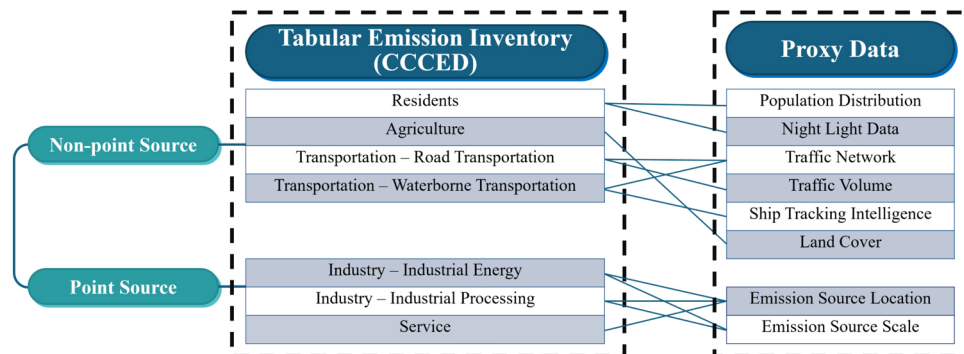 Tabular Emission Inventory
(CCCED)
Proxy Data
Residents
Population Distribution
Agriculture
Night Light Data
Non-point Source
Transportation – Road Transportation
Traffic Network
Transportation – Waterborne Transportation
Traffic Volume
Ship Tracking Intelligence
Land Cover
Point Source
Industry – Industrial Energy
Industry – Industrial Processing
Emission Source Location
Service
Emission Source Scale